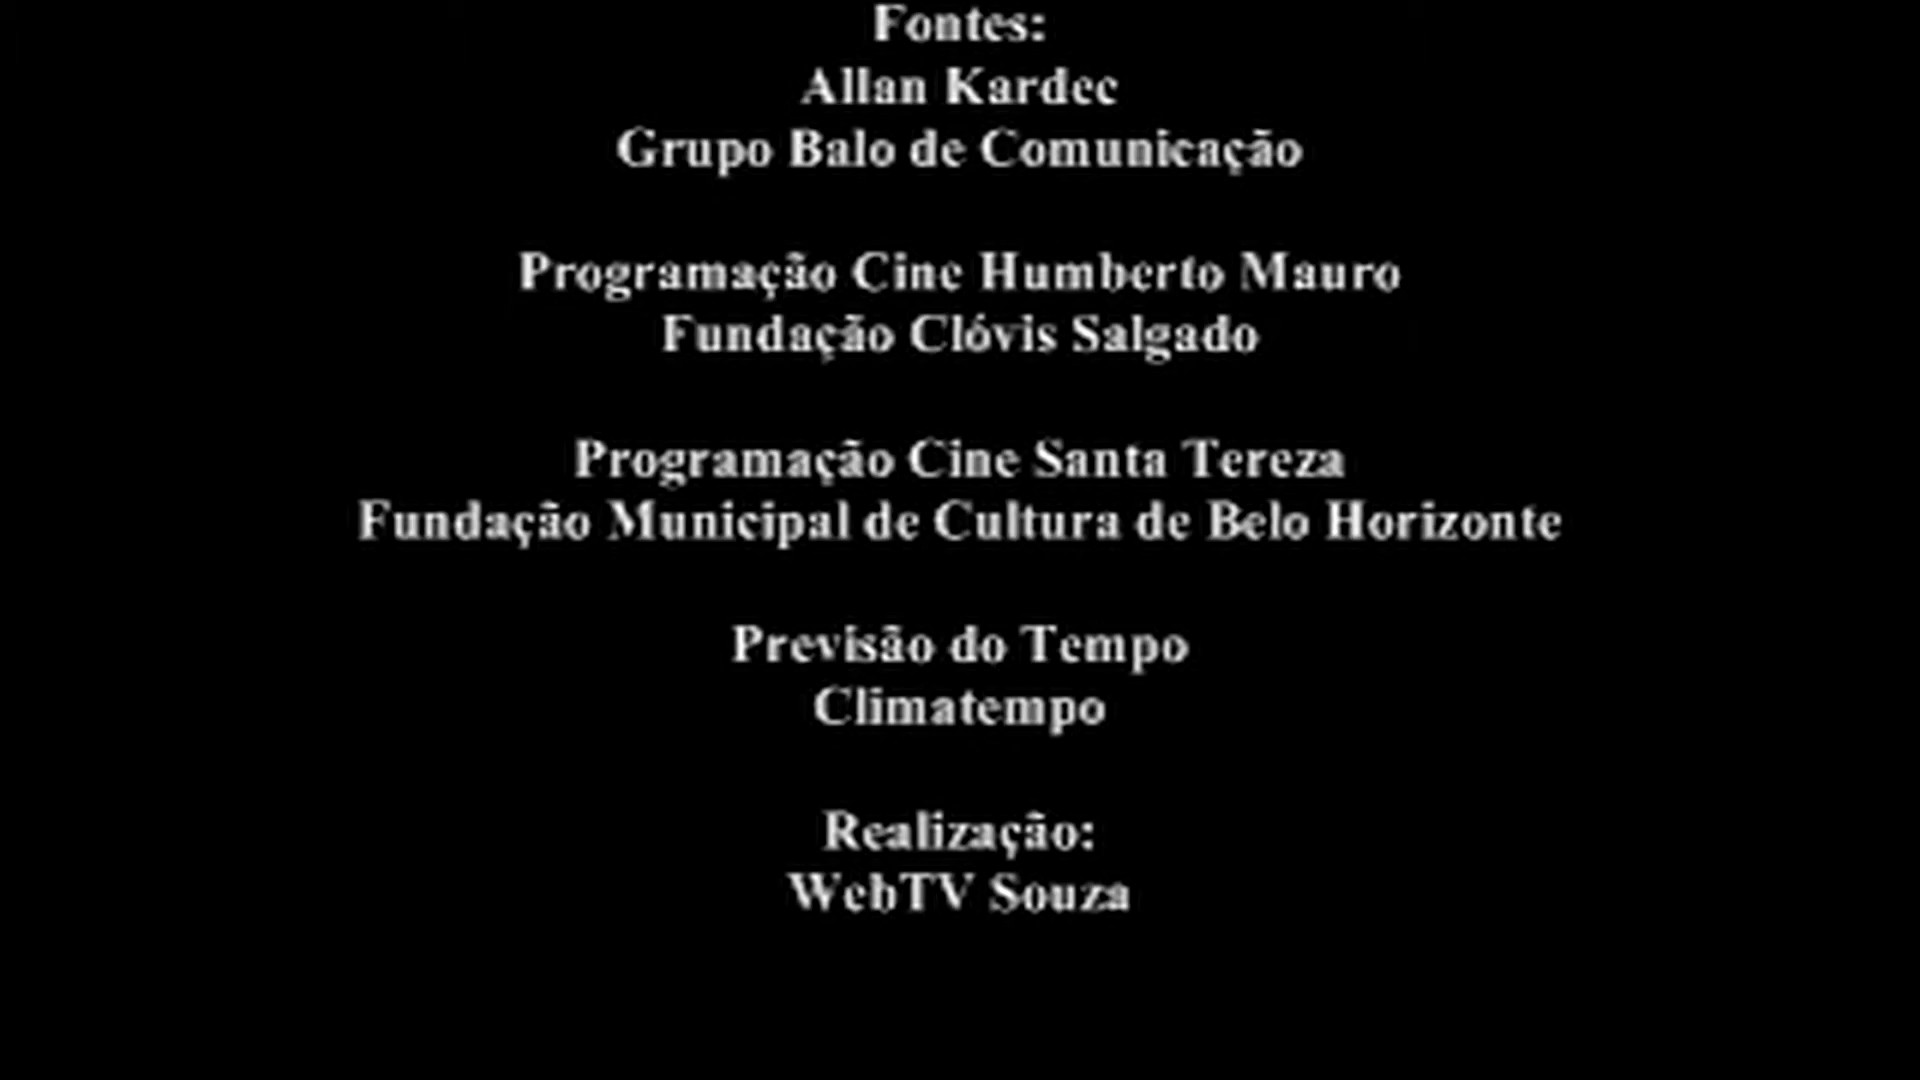 Fontes:
Allan Kardec
Grupo Balo de Comunicação
Programação Cine Humberto Mauro
Fundação Clóvis Salgado
Programação Cine Santa Tereza
Fundação Municipal de Cultura de Belo Horizonte
Previsão do Tempo
Climatempo
Realização:
WebTV Souza